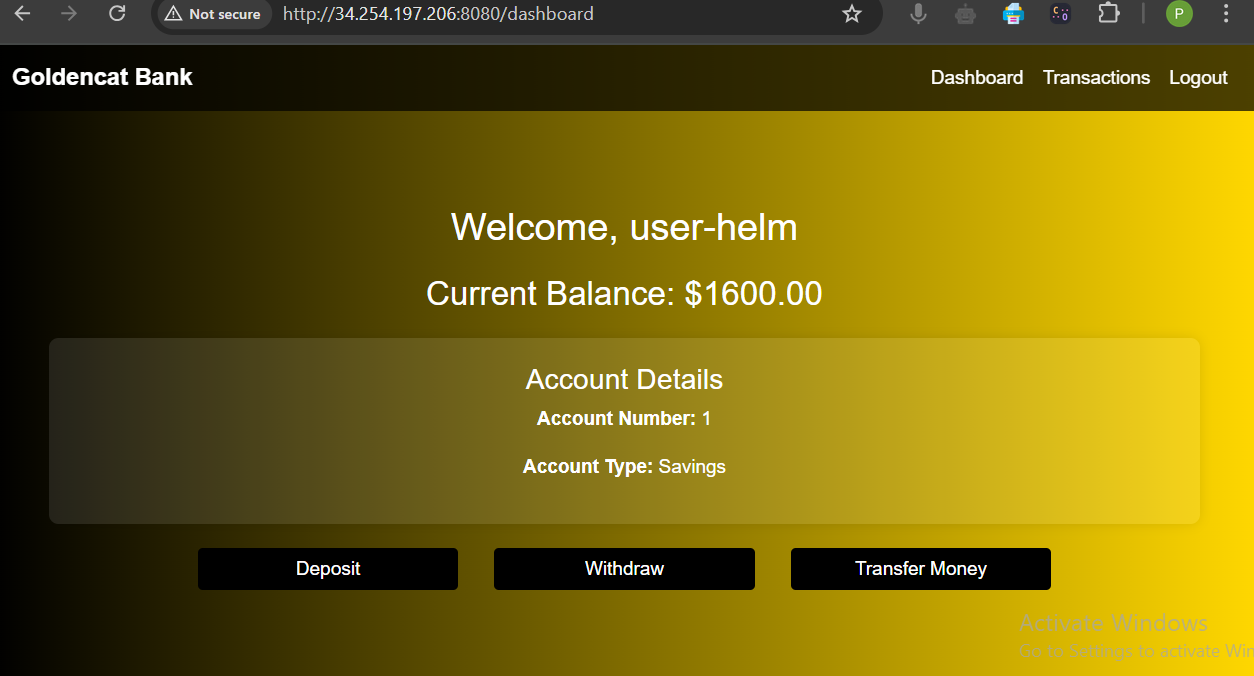 Not secure http://34.254.197.206:8080/dashboard P
Goldencat Bank Dashboard Transactions Logout
Welcome, user-helm
Current Balance: $1600.00
Account Details
Account Number: 1
Account Type: Savings
Deposit Withdraw Transfer Money
Activate Windows
Go to Settings to activate Win